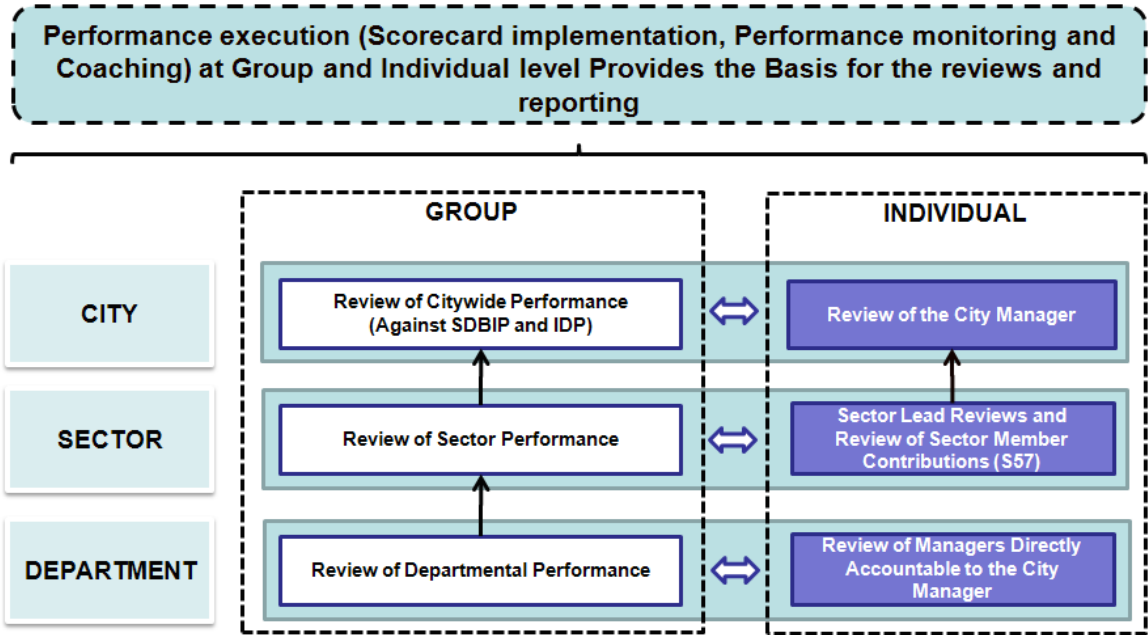 Performance execution (Scorecard implementation, Performance monitoring and
Coaching) at Group and Individual level Provides the Basis for the reviews and
reporting
GROUP
INDIVIDUAL
CITY
Review of Citywide Performance
(Against SDBIP and IDP)
Review of the City Manager
SECTOR
Review of Sector Performance
Sector Lead Reviews and
Review of Sector Member
Contributions (S57)
DEPARTMENT
Review of Departmental Performance
Review of Managers Directly
Accountable to the City
Manager